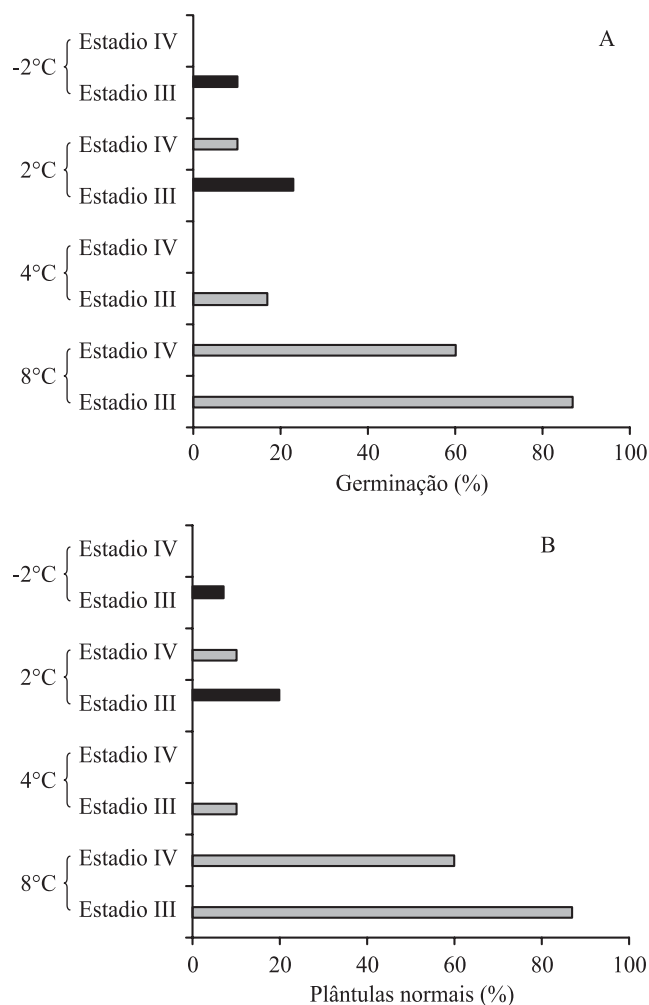 A
-2°C
Estadio IV
Estadio III
2°C
Estadio IV
Estadio III
4°C
Estadio IV
Estadio III
8°C
Estadio IV
Estadio III
0 20 40 60 80 100
Germinação (%)
B
-2°C
Estadio IV
Estadio III
2°C
Estadio IV
Estadio III
4°C
Estadio IV
Estadio III
8°C
Estadio IV
Estadio III
0 20 40 60 80 100
Plântulas normais (%)